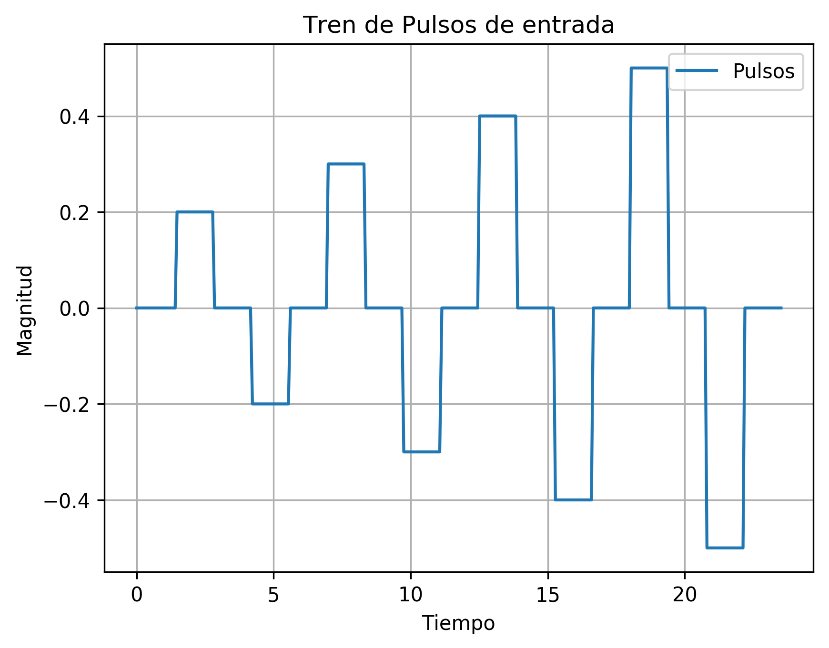 Tren de Pulsos de entrada
Pulsos
0.4
0.2
0.0
−0.2
−0.4
Magnitud
0 5 10 15 20
Tiempo